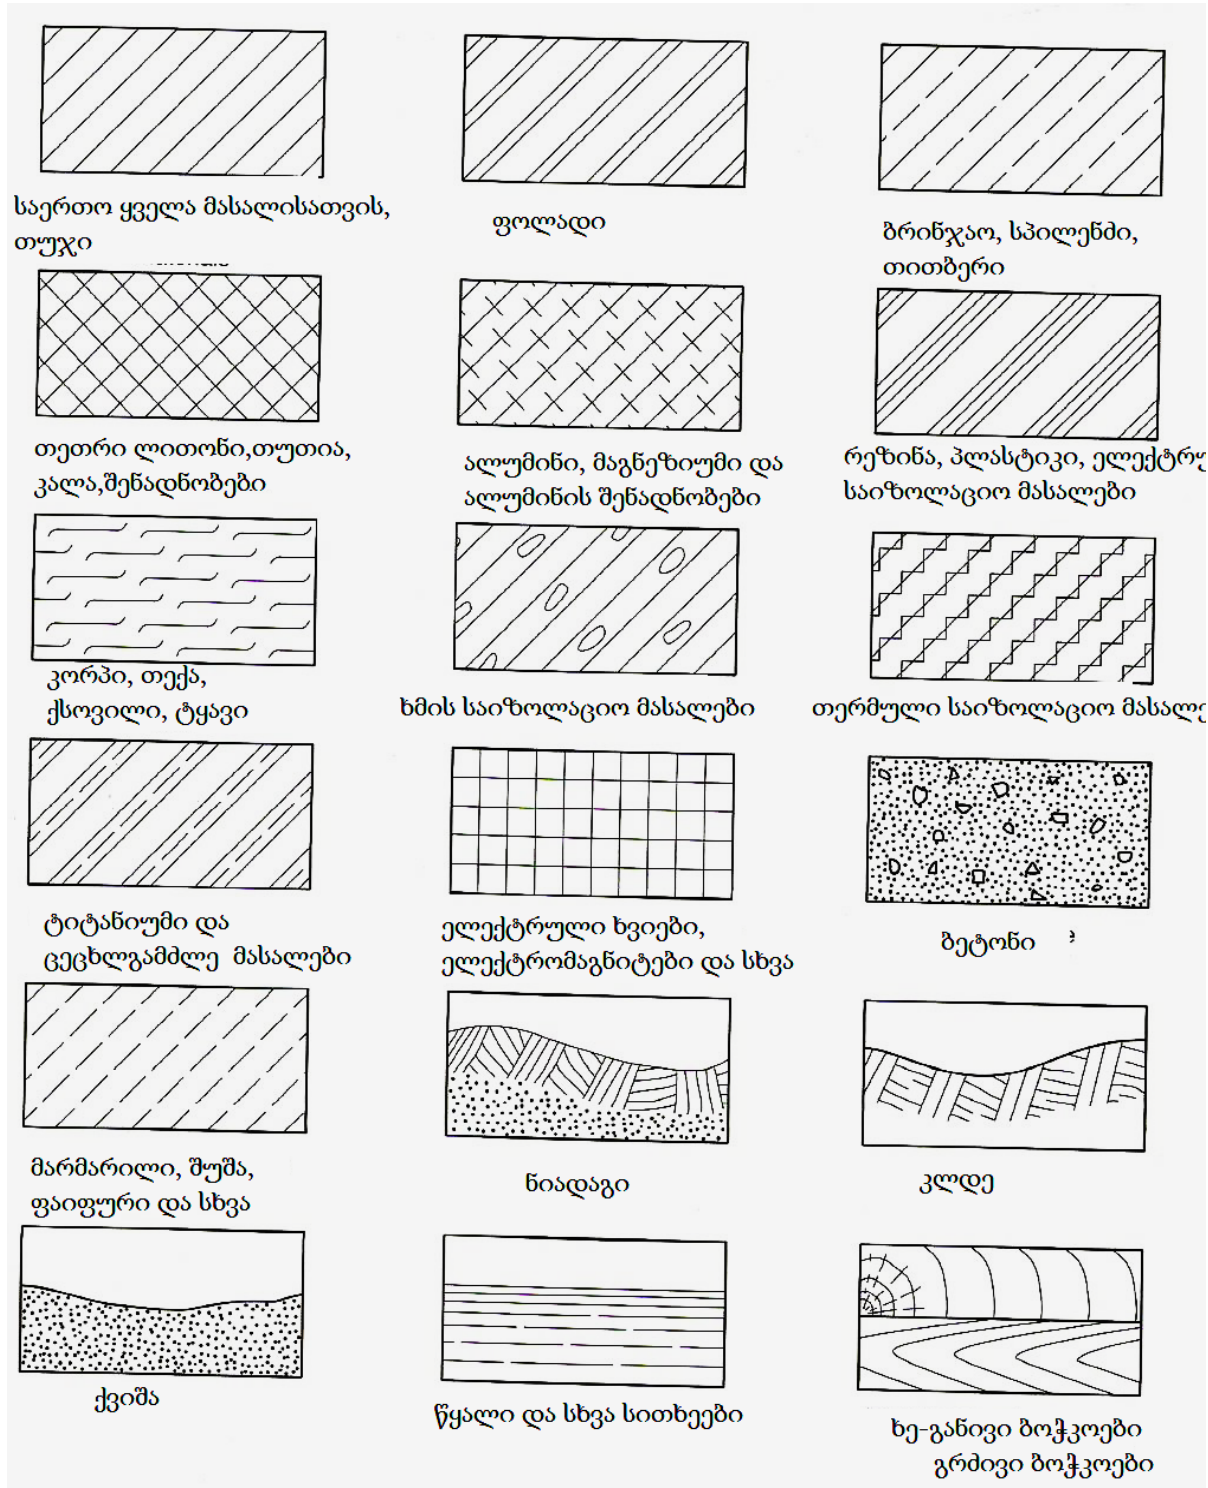 საერთო ყველა მასალისათვის,
თუჯი
ფოლადი
ბრინჯაო, სპილენძი,
თითბერი
თეთრი ლითონი,თუთია,
კალა,შენადნობები
ალუმინი, მაგნეზიუმი და
ალუმინის შენადნობები
რეზინა, პლასტიკი, ელექტრუ
საიზოლაციო მასალები
კორპი, თექა,
ქსოვილი, ტყავი
ხმის საიზოლაციო მასალები
თერმული საიზოლაციო მასალე
ტიტანიუმი და
ცეცხლგამძლე მასალები
ელექტრული ხვიები,
ელექტრომაგნიტები და სხვა
ბეტონი
მარმარილი, შუშა,
ფაიფური და სხვა
ნიადაგი
კლდე
ქვიშა
წყალი და სხვა სითხეები
ხე-განივი ბოჭკოები
გრძივი ბოჭკოები